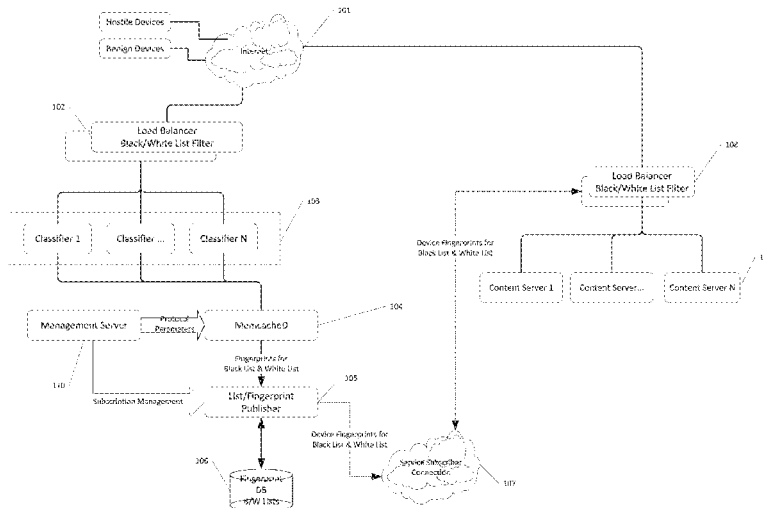 Hostile Devices
101
Benign Devices
Internet
102
Load Balancer
Black/White List Filter
108
Load Balancer
Black/White List Filter
103
Classifier 1
Classifier ...
Classifier N
Device Fingerprints for
Black List & White List
Content Server 1
Content Server...
Content Server N
1
104
Management Server
Protocol
Parameters
MemcacheD
Fingerprints for
Black List & White List
110
105
Subscription Management
List/Fingerprint
Publisher
Device Fingerprints for
Black List & White List
106
Service Subscriber
Connection
107
Fingerprint
DB
B/W Lists